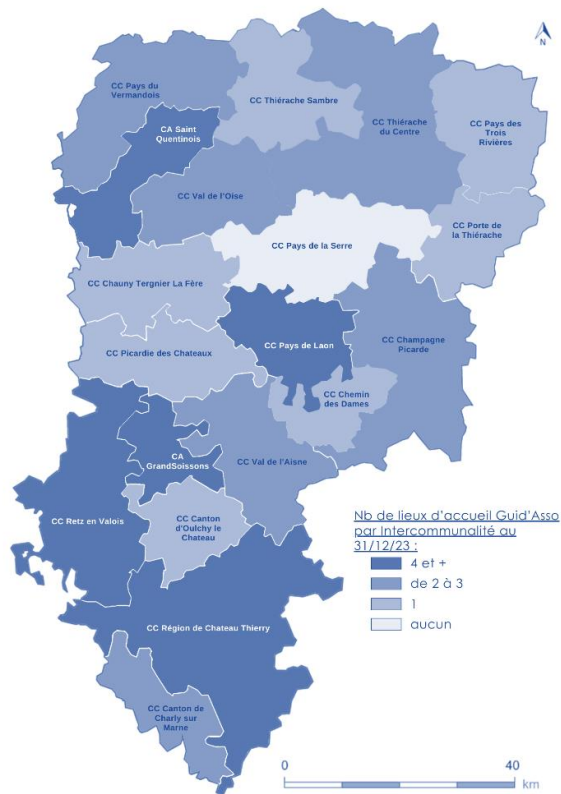 N
CC Pays du
Vermandois
CC Thiérache Sambre
CC Thiérache
du Centre
CC Pays des
Trois
Rivières
CA Saint
Quentinois
CC Val de l'Oise
CC Porte de
la Thiérache
CC Pays de la Serre
CC Chauny Tergnier La Fère
CC Pays de Laon
CC Champagne
Picarde
CC Picardie des Chateaux
CC Chemin
des Dames
CA
GrandSoissons
CC Val de l'Aisne
CC Retz en Valois
CC Canton
d'Oulchy le
Chateau
Nb de lieux d'accueil Guid'Asso
par Intercommunalité au
31/12/23 :
4 et +
de 2 à 3
1
aucun
CC Région de Chateau Thierry
CC Canton de
Charly sur
Marne
0
40
km